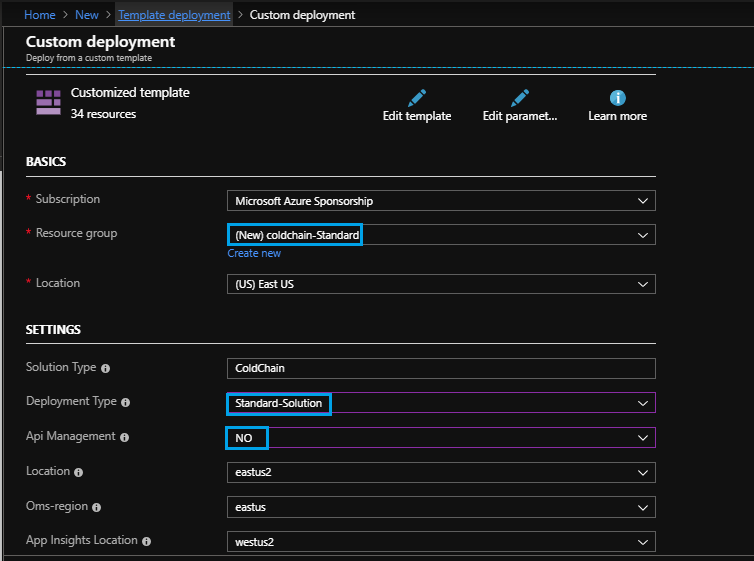 Home > New > Template deployment > Custom deployment
Custom deployment
Deploy from a custom template
Customized template
34 resources
Edit template
Edit paramet...
Learn more
BASICS
* Subscription
Microsoft Azure Sponsorship
* Resource group
(New) coldchain-Standard
Create new
* Location
(US) East US
SETTINGS
Solution Type
ColdChain
Deployment Type
Standard-Solution
Api Management
NO
Location
eastus2
Oms-region
eastus
App Insights Location
westus2